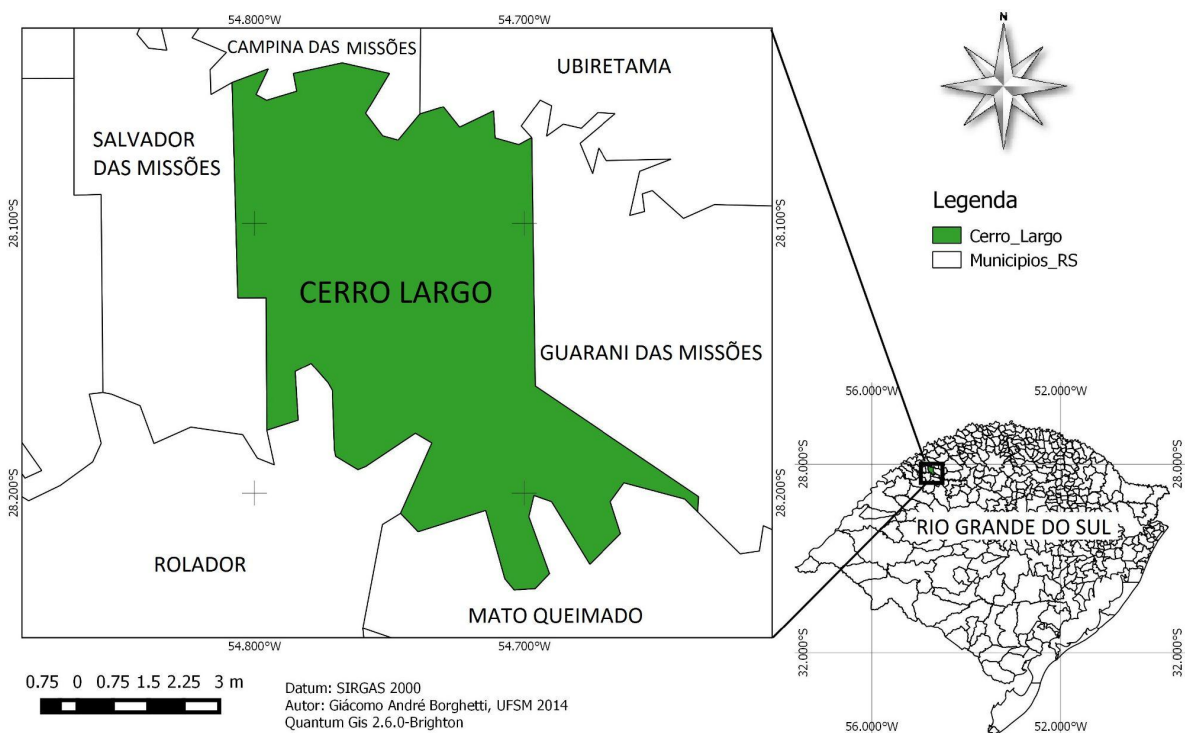 54.800°W
54.700°W
N
CAMPINA DAS MISSÕES
UBIRETAMA
SALVADOR
DAS MISSÕES
28.100°S
28.100°S
Legenda
Cerro_Largo
Municipios_RS
CERRO LARGO
GUARANI DAS MISSÕES
56.000°W
52.000°W
28.000°S
28.000°S
28.200°S
28.200°S
RIO GRANDE DO SUL
ROLADOR
MATO QUEIMADO
54.800°W
54.700°W
32.000°S
32.000°S
0.75 0 0.75 1.5 2.25 3 m
Datum: SIRGAS 2000
Autor: Giácomo André Borghetti, UFSM 2014
Quantum Gis 2.6.0-Brighton
56.000°W
52.000°W